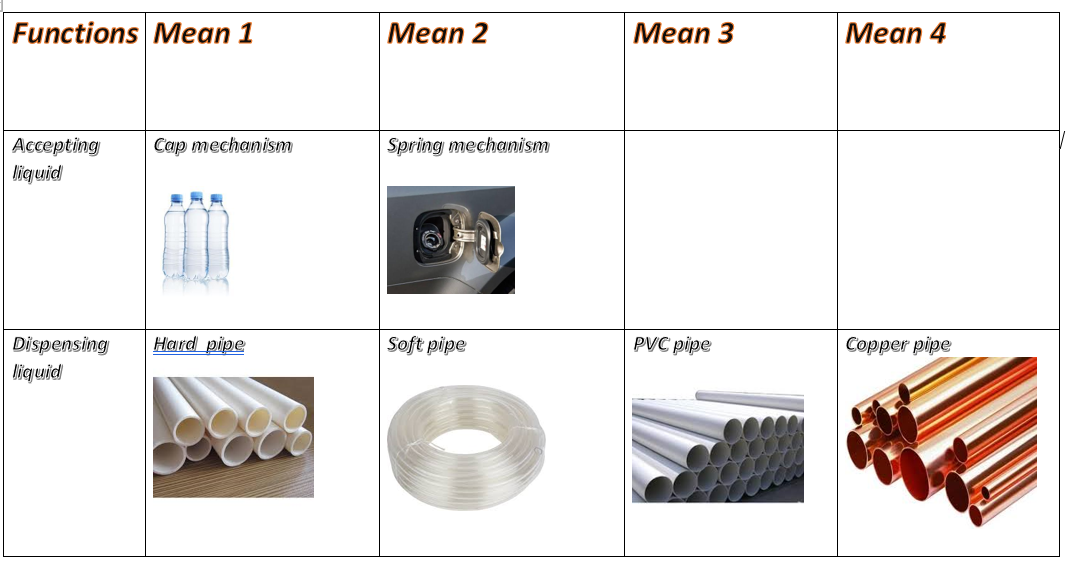 Functions Mean 1 Mean 2 Mean 3 Mean 4
Accepting
liquid
Cap mechanism
Spring mechanism
Dispensing
liquid
Hard  pipe
Soft pipe
PVC pipe
Copper pipe